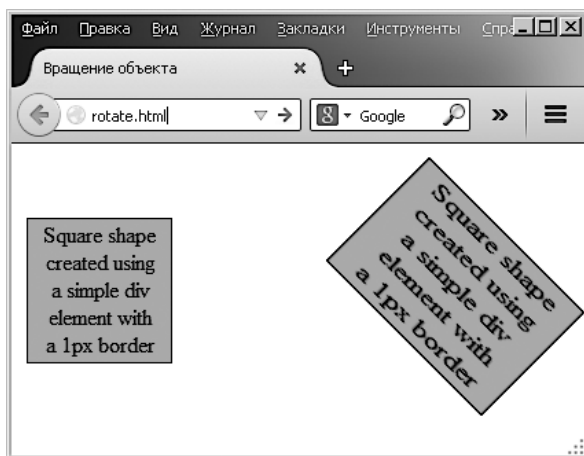 Файл Правка Вид Журнал Закладки Инструменты Спра
Вращение объекта
rotate.html
8 Google
Square shape
created using
a simple div
element with
a 1px border
Square shape
created using
a simple div
element with
a 1px border